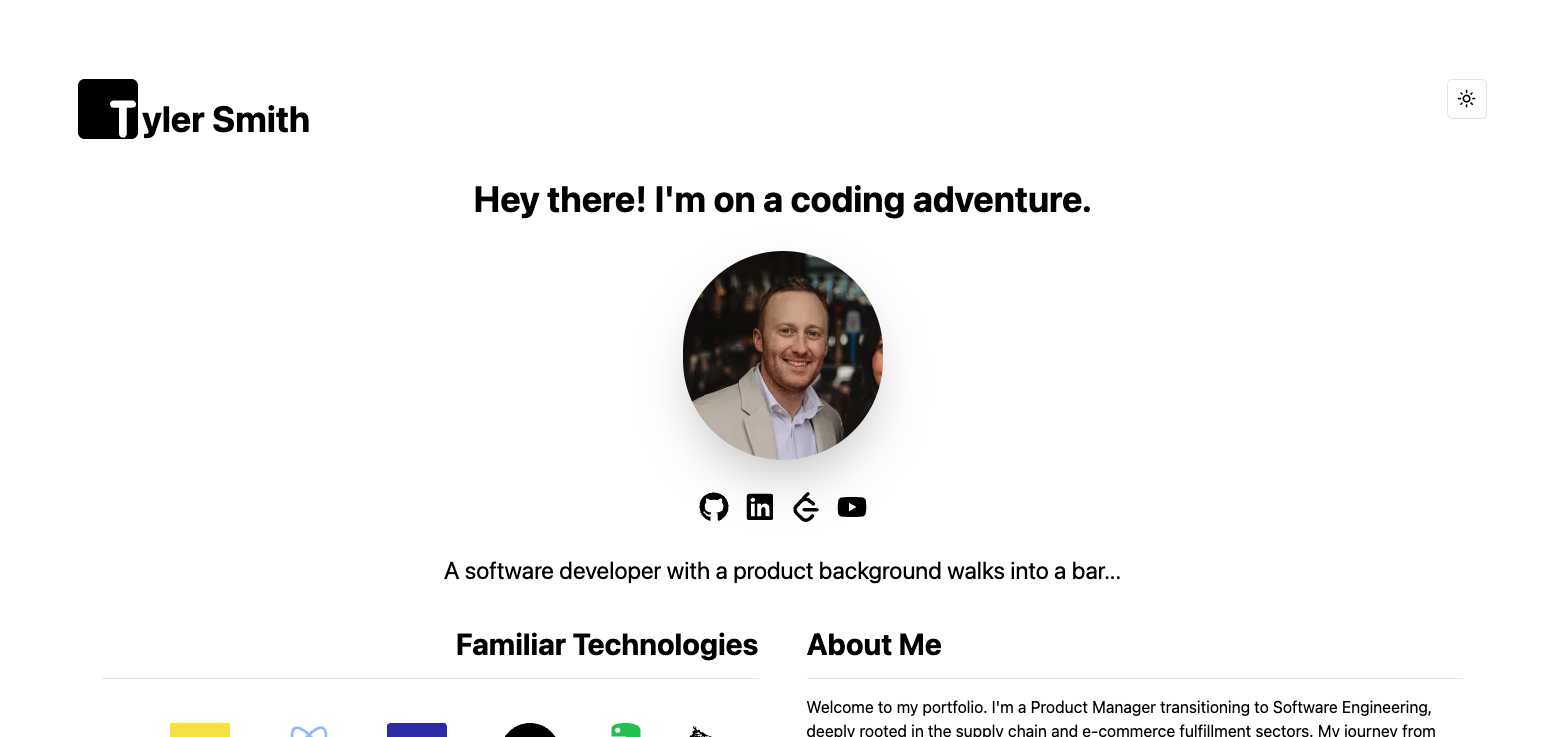 Tyler Smith
Hey there! I'm on a coding adventure.
in
A software developer with a product background walks into a bar...
Familiar Technologies
About Me
Welcome to my portfolio. I'm a Product Manager transitioning to Software Engineering,
deeply rooted in the supply chain and e-commerce fulfillment sectors. My journey from